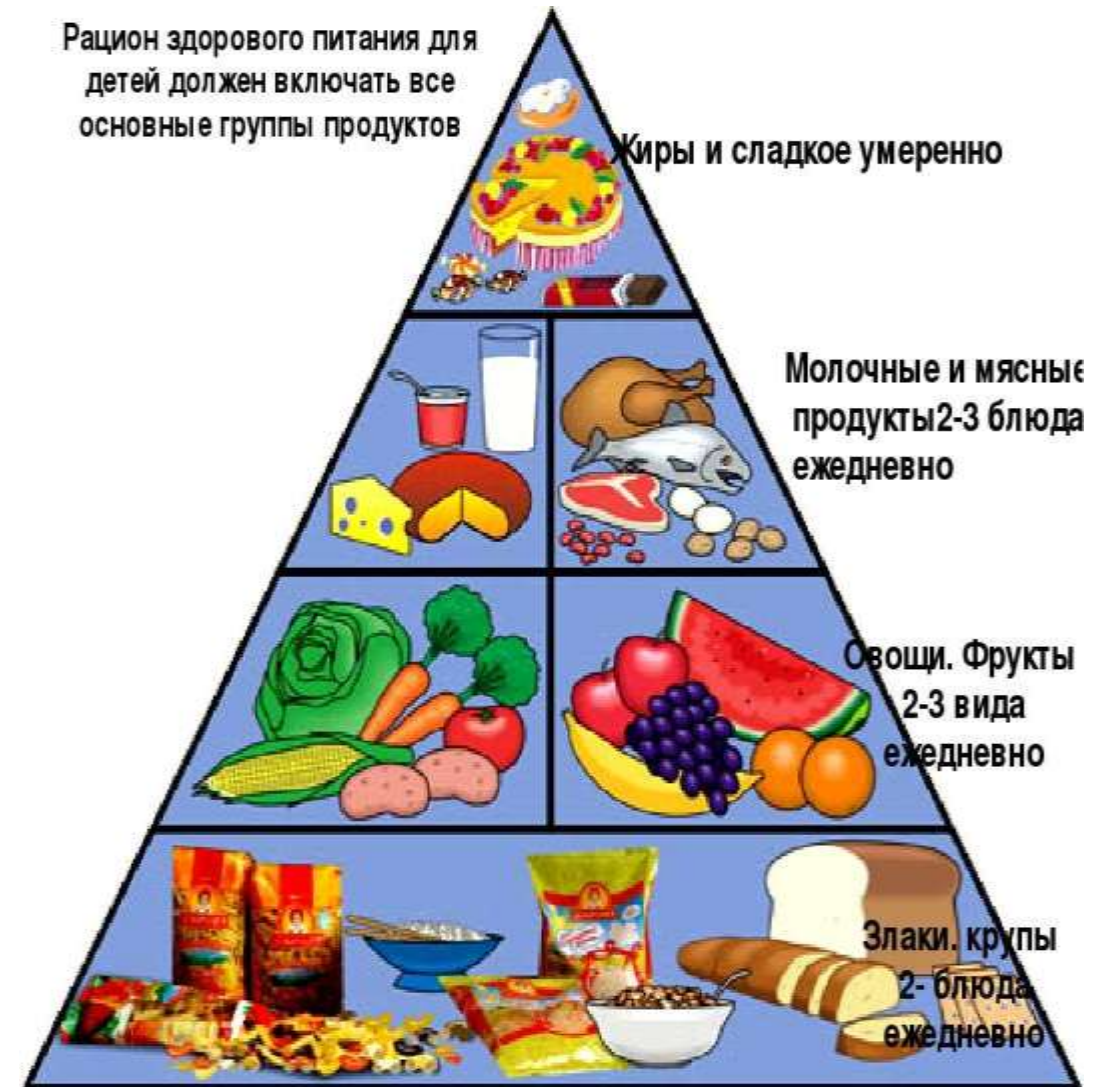 Рацион здорового питания для
детей должен включать все
основные группы продуктов
Жиры и сладкое умеренно
Молочные и мясные
продукты2-3 блюда
ежедневно
Овощи. Фрукты
2-3 вида
ежедневно
Злаки. крупы
2- блюда
ежедневно